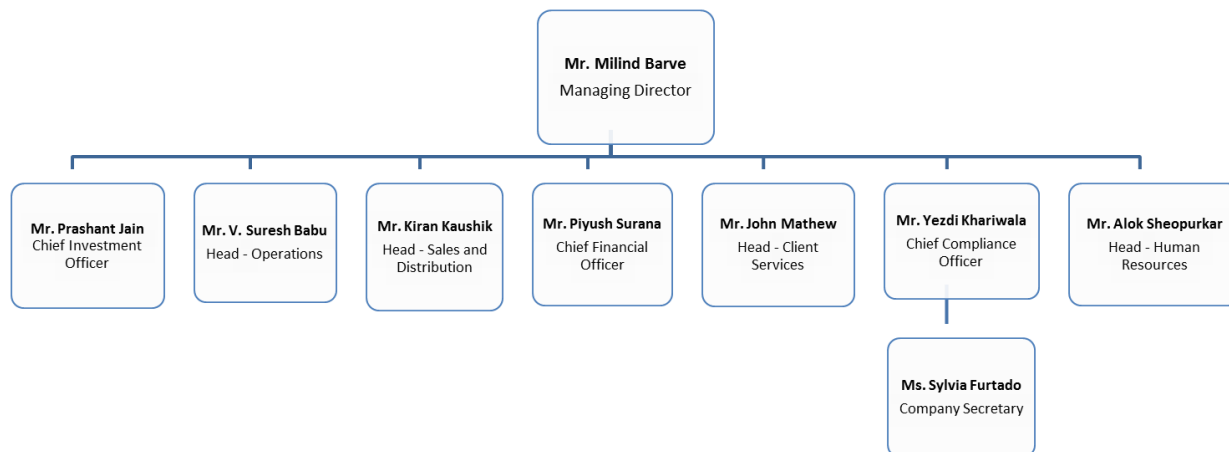 Mr. Milind Barve
Managing Director
Mr. Prashant Jain
Chief Investment
Officer
Mr. V. Suresh Babu
Head - Operations
Mr. Kiran Kaushik
Head - Sales and
Distribution
Mr. Piyush Surana
Chief Financial
Officer
Mr. John Mathew
Head - Client
Services
Mr. Yezdi Khariwala
Chief Compliance
Officer
Mr. Alok Sheopurkar
Head - Human
Resources
Ms. Sylvia Furtado
Company Secretary